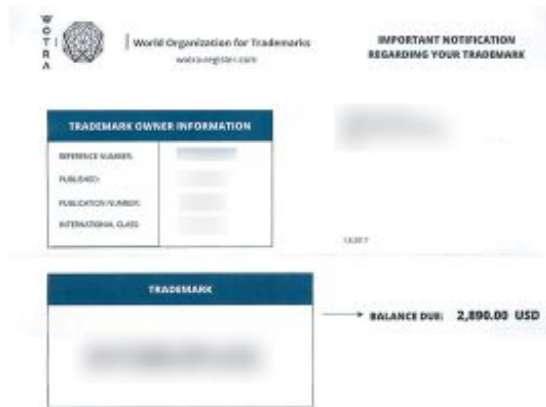 WOTRA
World Organization for Trademarks
wotra-register.com
IMPORTANT NOTIFICATION
REGARDING YOUR TRADEMARK
TRADEMARK OWNER INFORMATION
REFERENCE NUMBER:
PUBLISHED:
PUBLICATION NUMBER:
INTERNATIONAL CLASS:
TRADEMARK
BALANCE DUE: 2,890.00 USD